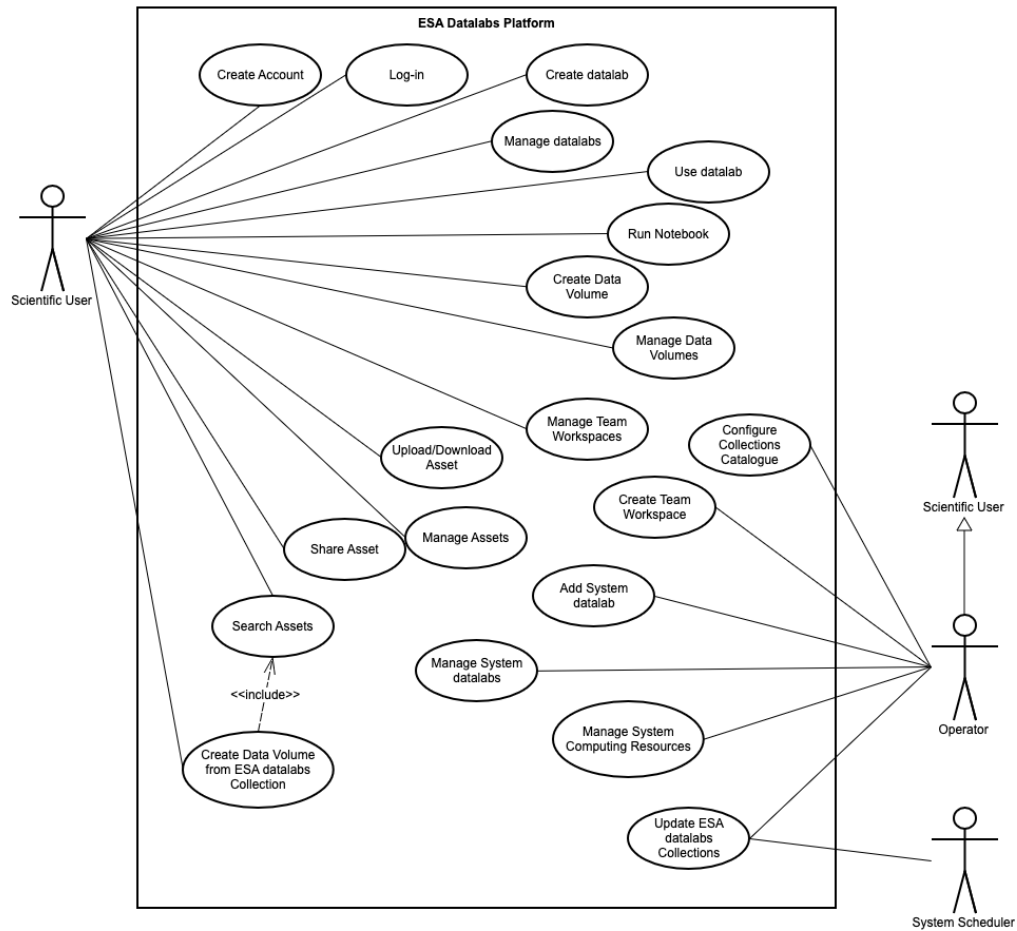 ESA Datalabs Platform
Create Account
Log-in
Create datalab
Manage datalabs
Use datalab
Run Notebook
Create Data
Volume
Manage Data
Volumes
Scientific User
Manage Team
Workspaces
Configure
Collections
Catalogue
Upload/Download
Asset
Create Team
Workspace
Scientific User
Share Asset
Manage Assets
Add System
datalab
Search Assets
Manage System
datalabs
<<include>>
Manage System
Computing Resources
Operator
Create Data Volume
from ESA datalabs
Collection
Update ESA
datalabs
Collections
System Scheduler